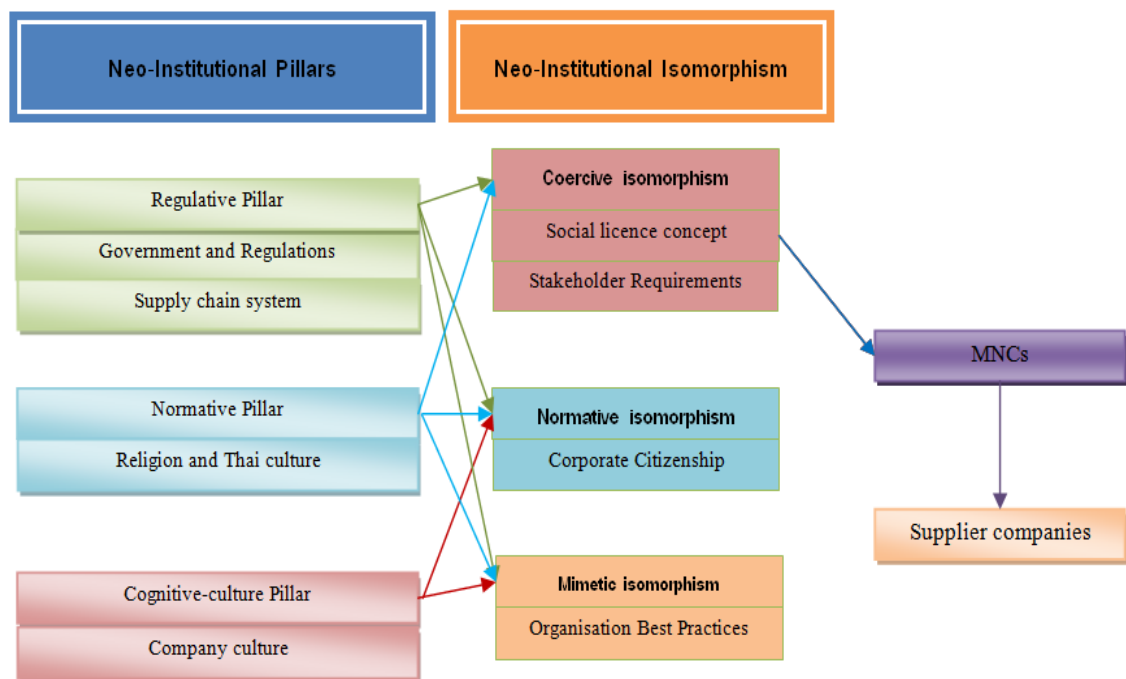 Neo-Institutional Pillars
Neo-Institutional Isomorphism
Regulative Pillar
Government and Regulations
Supply chain system
Normative Pillar
Religion and Thai culture
Cognitive-culture Pillar
Company culture
Coercive isomorphism
Social licence concept
Stakeholder Requirements
Normative isomorphism
Corporate Citizenship
Mimetic isomorphism
Organisation Best Practices
MNCs
Supplier companies